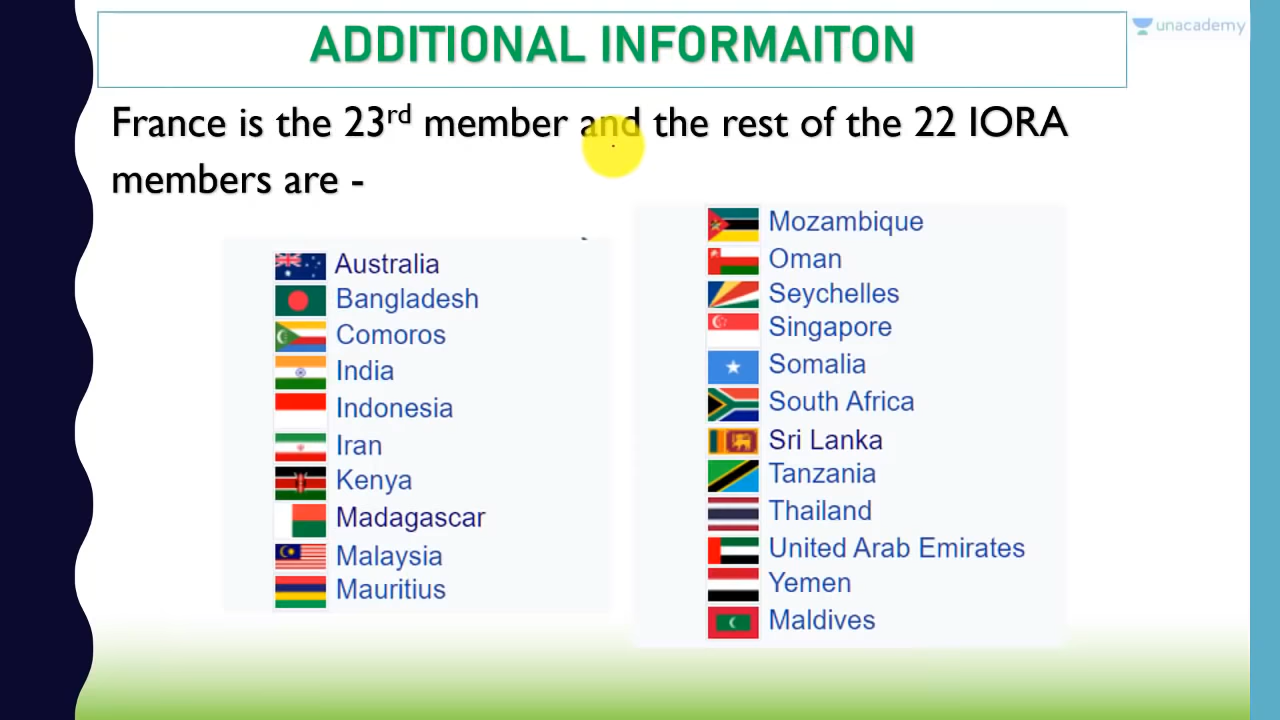 ADDITIONAL INFORMAITON
unacademy
France is the 23rd member and the rest of the 22 IORA
members are -
Australia
Bangladesh
Comoros
India
Indonesia
Iran
Kenya
Madagascar
Malaysia
Mauritius
Mozambique
Oman
Seychelles
Singapore
Somalia
South Africa
Sri Lanka
Tanzania
Thailand
United Arab Emirates
Yemen
Maldives